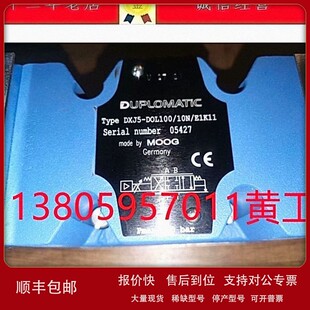 DUPLOMATIC
Type DXJ5-DOL100/10N/E1K11
Serial number 05427
made by MOOG
Germany
CE
A B
13805957011黄工
bar
顺丰包邮
报价快 售后到位 支持对公专票
大量现货 稀缺型号 停产型号 可开普票